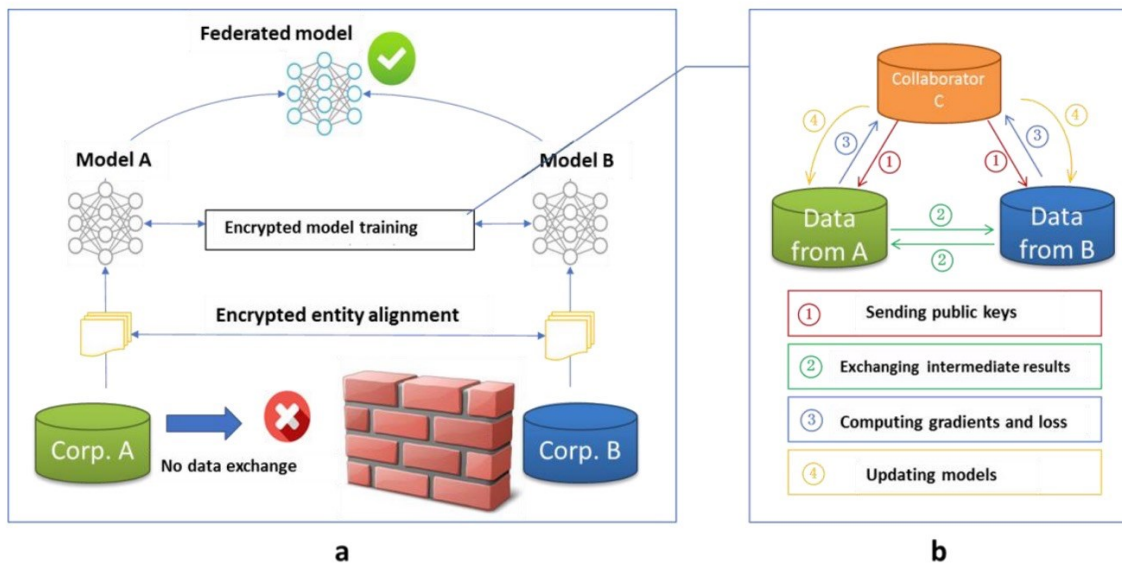 Federated model
Model A
Model B
Encrypted model training
Encrypted entity alignment
Corp. A
No data exchange
Corp. B
a
Collaborator
C
4
3
1
1
3
4
Data
from A
2
2
Data
from B
1 Sending public keys
2 Exchanging intermediate results
3 Computing gradients and loss
4 Updating models
b